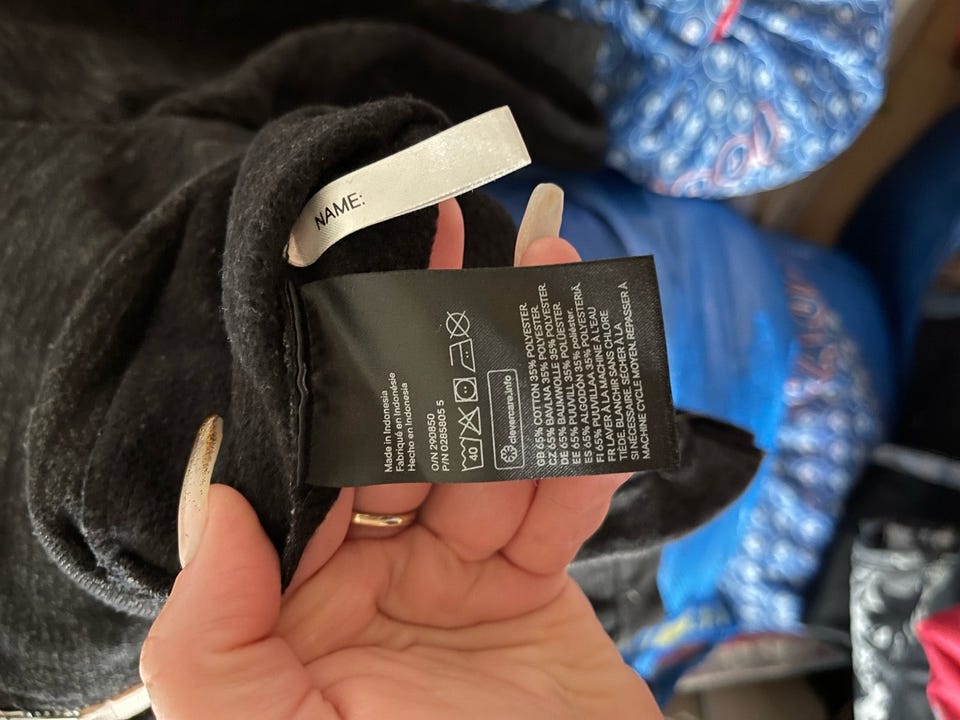 NAME:
Made in Indonesia
Fabriqué en Indonésie
Hecho en Indonesia
O/N 290850
P/N 0285805 5
40
clevercare.info
GB 65% COTTON 35% POLYESTER.
CZ 65% BAVLNA 35% POLYESTER.
DE 65% BAUMWOLLE 35% POLYESTER.
EE 65% PUUVILL 35% POLÜESTER.
ES 65% ALGODÓN 35% POLYESTER.
FI 65% PUUVILLAA 35% POLYESTERIÄ.
FR LAVER À LA MACHINE À L'EAU
TIÈDE. BLANCHIR SANS CHLORE
SI NÉCESSAIRE. SÉCHER À LA
MACHINE CYCLE MOYEN. REPASSER À